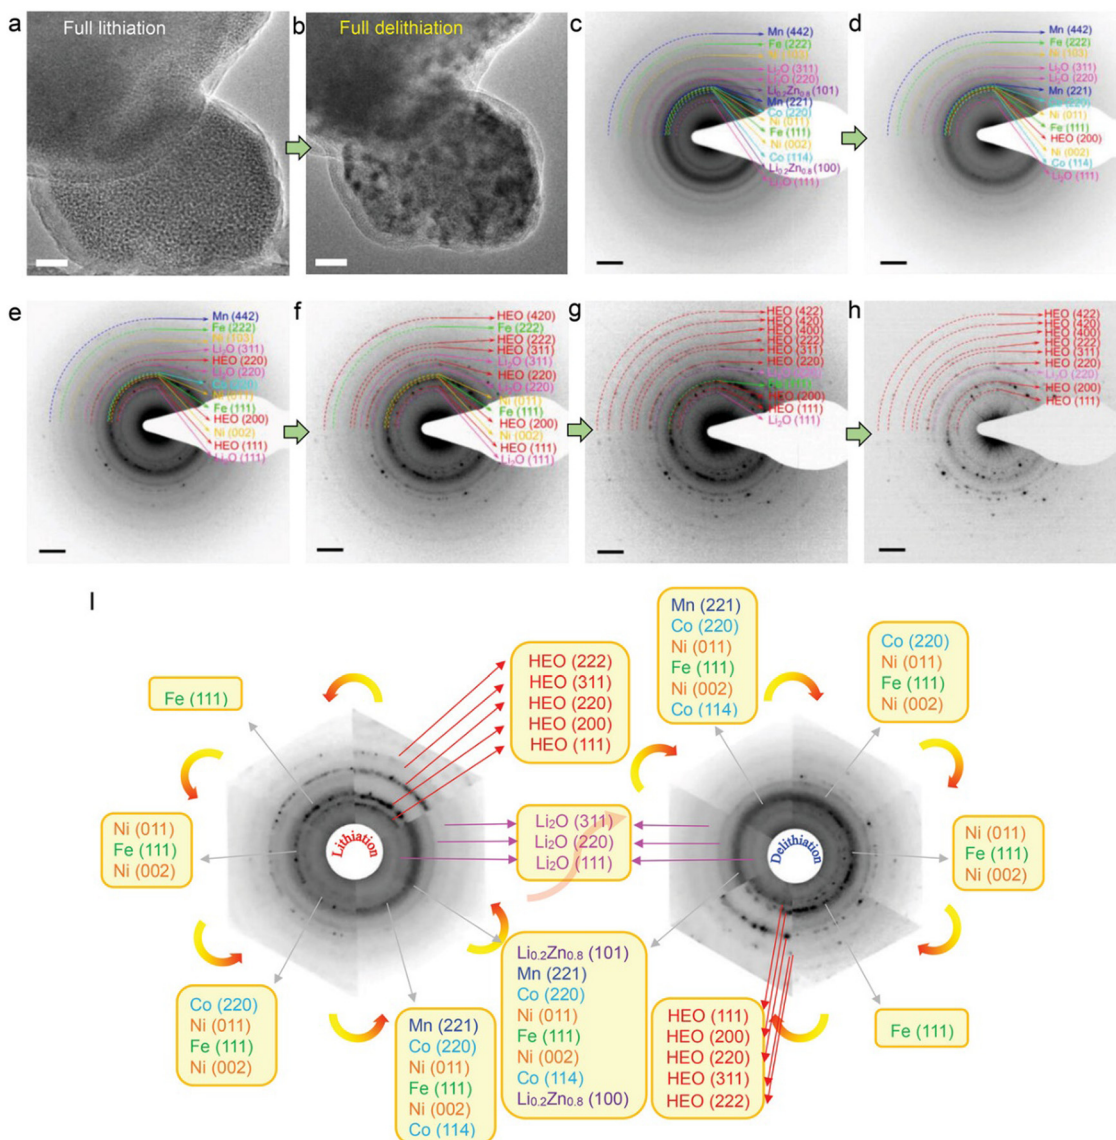 a
Full lithiation
b
Full delithiation
c
Mn (442)
Fe (222)
Ni (103)
Li₂O (311)
Li₂O (220)
Li₀.₂Zn₀.₈ (101)
Mn (221)
Co (220)
Ni (011)
Fe (111)
Ni (002)
Co (114)
Li₀.₂Zn₀.₈ (100)
Li₂O (111)
d
Mn (442)
Fe (222)
Ni (103)
Li₂O (311)
Li₂O (220)
Mn (221)
Co (220)
Ni (011)
Fe (111)
HEO (200)
Ni (002)
Co (114)
Li₂O (111)
e
Mn (442)
Fe (222)
Ni (103)
Li₂O (311)
HEO (220)
Li₂O (220)
Co (220)
Ni (011)
Fe (111)
HEO (200)
Ni (002)
HEO (111)
Li₂O (111)
f
HEO (420)
Fe (222)
HEO (222)
HEO (311)
Li₂O (311)
HEO (220)
Li₂O (220)
Ni (011)
Fe (111)
HEO (200)
Ni (002)
HEO (111)
Li₂O (111)
g
HEO (422)
HEO (420)
HEO (400)
HEO (222)
HEO (311)
HEO (220)
Fe (111)
HEO (200)
HEO (111)
Li₂O (111)
h
HEO (422)
HEO (420)
HEO (400)
HEO (222)
HEO (311)
HEO (220)
Li₂O (220)
HEO (200)
HEO (111)
I
Fe (111)
Ni (011)
Fe (111)
Ni (002)
Co (220)
Ni (011)
Fe (111)
Ni (002)
Lithiation
HEO (222)
HEO (311)
HEO (220)
HEO (200)
HEO (111)
Li₂O (311)
Li₂O (220)
Li₂O (111)
Mn (221)
Co (220)
Ni (011)
Fe (111)
Ni (002)
Co (114)
Li₀.₂Zn₀.₈ (101)
Mn (221)
Co (220)
Ni (011)
Fe (111)
Ni (002)
Co (114)
Li₀.₂Zn₀.₈ (100)
Mn (221)
Co (220)
Ni (011)
Fe (111)
Ni (002)
Co (114)
Co (220)
Ni (011)
Fe (111)
Ni (002)
Delithiation
Ni (011)
Fe (111)
Ni (002)
Fe (111)
HEO (111)
HEO (200)
HEO (220)
HEO (311)
HEO (222)